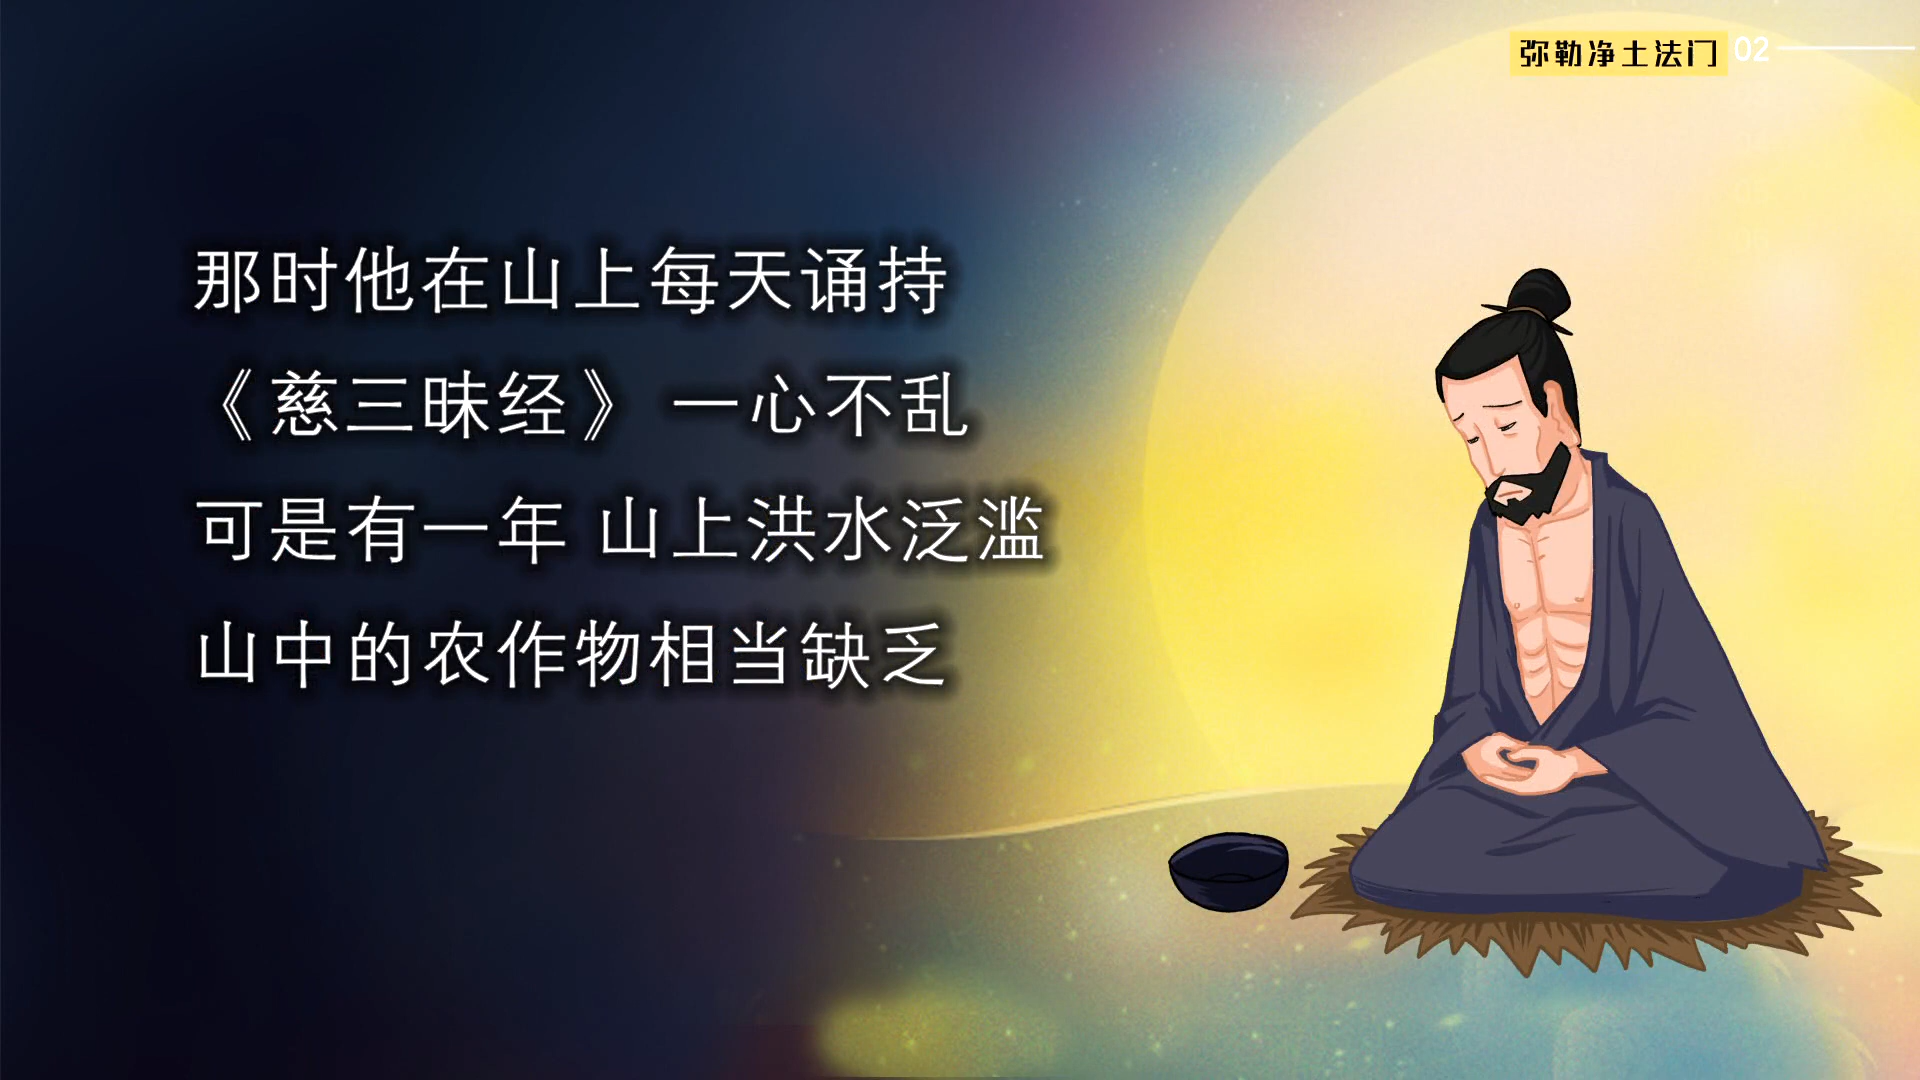 弥勒净土法门 02
那时他在山上每天诵持
《慈三昧经》 一心不乱
可是有一年 山上洪水泛滥
山中的农作物相当缺乏